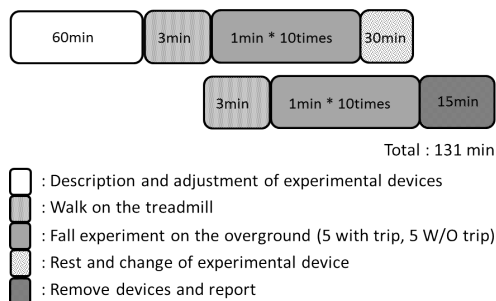 60min 3min 1min * 10times 30min
3min 1min * 10times 15min
Total : 131 min
: Description and adjustment of experimental devices
: Walk on the treadmill
: Fall experiment on the overground (5 with trip, 5 W/O trip)
: Rest and change of experimental device
: Remove devices and report